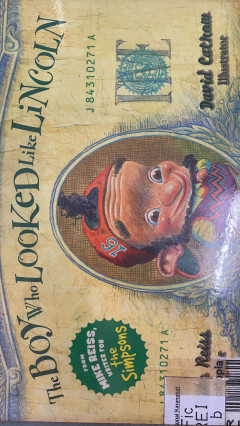 The BOY WHO LOOKED Like LiNCOLN
J 84310271 A
David Catrow
Illustrator
16
FROM
MIKE REISS,
WRITER FOR
the
Simpsons
84310271 A
Reiss
Fic
REI
b